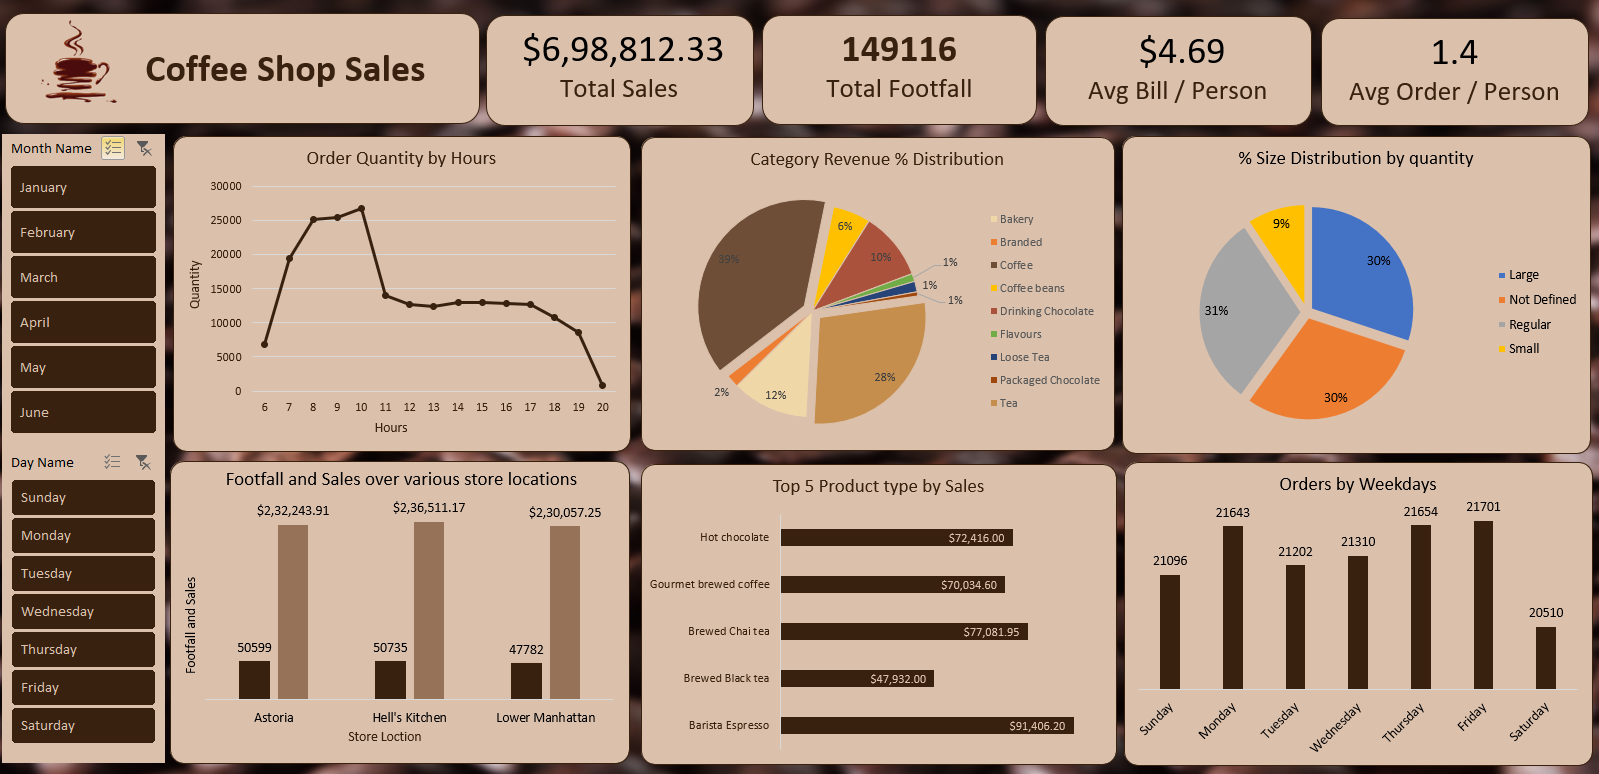 Coffee Shop Sales
$6,98,812.33
Total Sales
149116
Total Footfall
$4.69
Avg Bill / Person
1.4
Avg Order / Person
Month Name
January
February
March
April
May
June
Day Name
Sunday
Monday
Tuesday
Wednesday
Thursday
Friday
Saturday
Order Quantity by Hours
Quantity
30000
25000
20000
15000
10000
5000
0
6 7 8 9 10 11 12 13 14 15 16 17 18 19 20
Hours
Category Revenue % Distribution
39%
6%
10%
1%
1%
1%
28%
12%
2%
Bakery
Branded
Coffee
Coffee beans
Drinking Chocolate
Flavours
Loose Tea
Packaged Chocolate
Tea
% Size Distribution by quantity
9%
30%
31%
30%
Large
Not Defined
Regular
Small
Footfall and Sales over various store locations
Footfall and Sales
$2,32,243.91
$2,36,511.17
$2,30,057.25
50599
50735
47782
Astoria
Hell's Kitchen
Lower Manhattan
Store Loction
Top 5 Product type by Sales
Hot chocolate
$72,416.00
Gourmet brewed coffee
$70,034.60
Brewed Chai tea
$77,081.95
Brewed Black tea
$47,932.00
Barista Espresso
$91,406.20
Orders by Weekdays
21096
21643
21202
21310
21654
21701
20510
Sunday
Monday
Tuesday
Wednesday
Thursday
Friday
Saturday